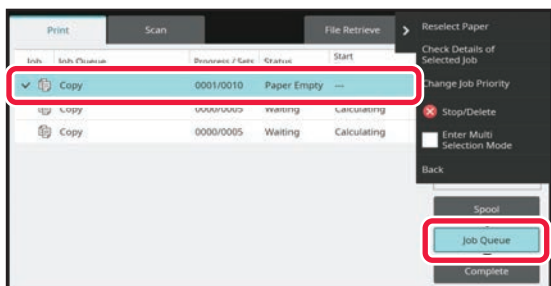 Print Scan File Retrieve
Job Job Queue Progress / Sets Status Start
Copy 0001/0010 Paper Empty ---
Copy 0000/0005 Waiting Calculating
Copy 0000/0005 Waiting Calculating
Reselect Paper
Check Details of
Selected Job
Change Job Priority
Stop/Delete
Enter Multi
Selection Mode
Back
Spool
Job Queue
Complete